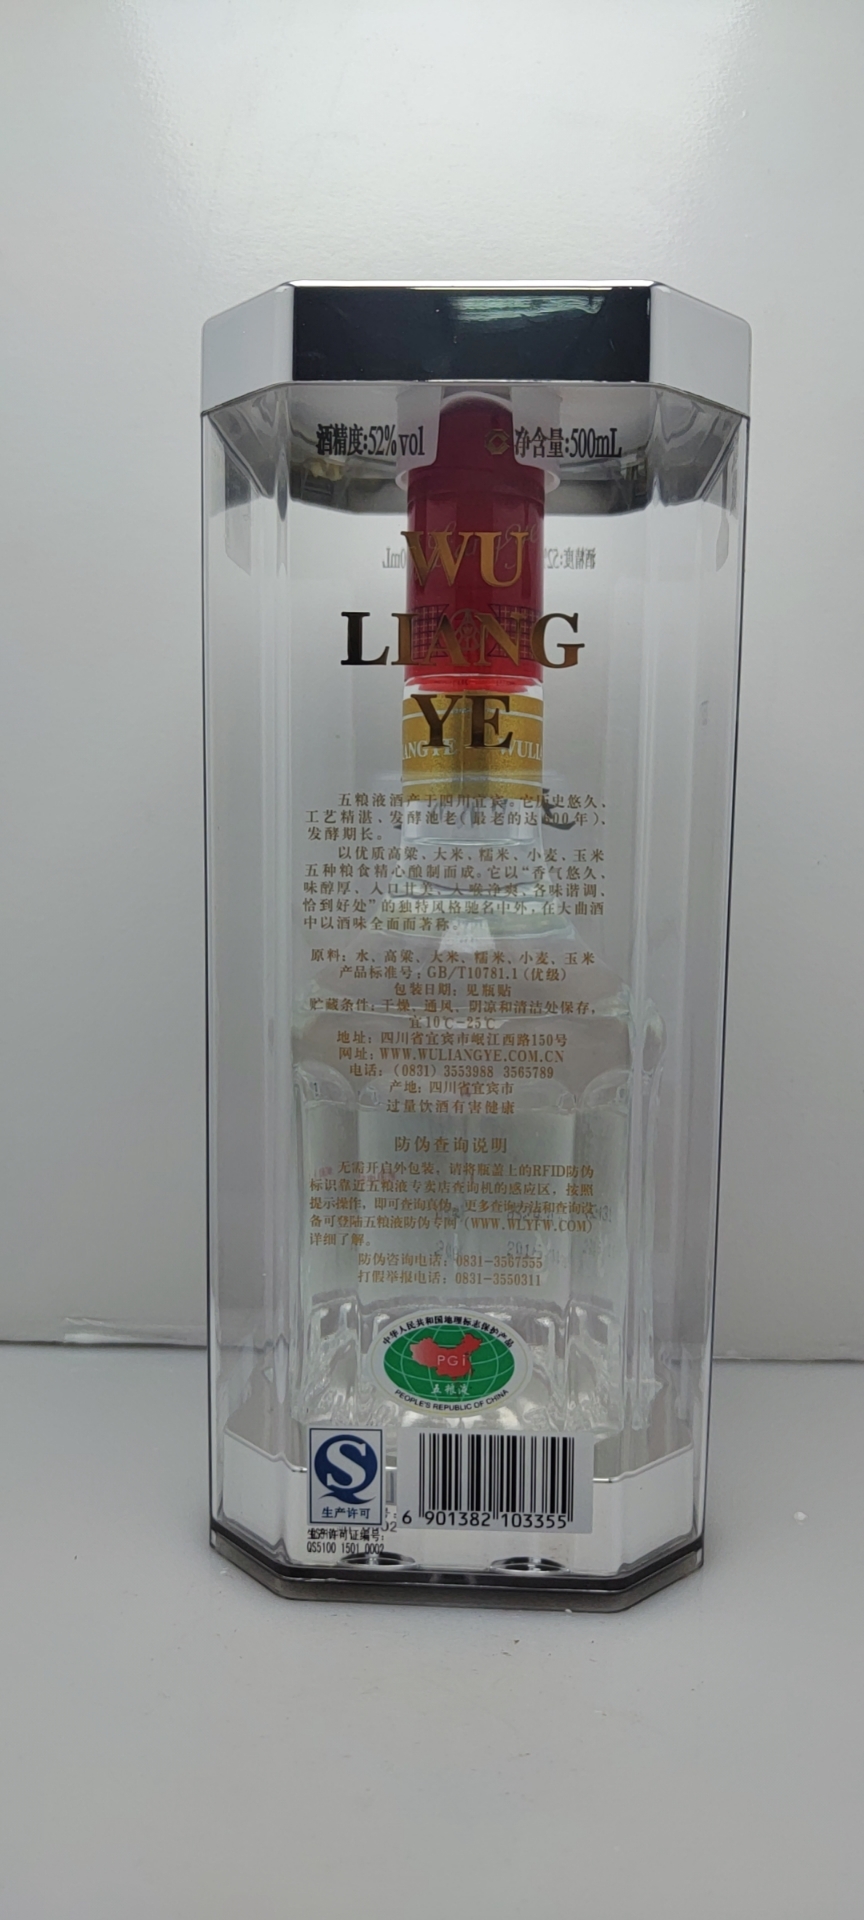 酒精度:52%vol 净含量:500mL
WU
LIANG
YE
五粮液酒产于四川宜宾。它历史悠久、
工艺精湛、发酵池老(最老的达600年)、
发酵期长。
以优质高粱、大米、糯米、小麦、玉米
五种粮食精心酿制而成。它以“香气悠久、
味醇厚、入口甘美、入喉净爽、各味谐调、
恰到好处”的独特风格驰名中外,在大曲酒
中以酒味全面而著称。
原料:水、高粱、大米、糯米、小麦、玉米
产品标准号:GB/T10781.1(优级)
包装日期:见瓶贴
贮藏条件:干燥、通风、阴凉和清洁处保存,
宜10℃-25℃
地址:四川省宜宾市岷江西路150号
网址:WWW.WULIANGYE.COM.CN
电话:(0831)3553988 3565789
产地:四川省宜宾市
过量饮酒有害健康
防伪查询说明
无需开启外包装,请将瓶盖上的RFID防伪
标识靠近五粮液专卖店查询机的感应区,按照
提示操作,即可查询真伪。更多查询方法和查询设
备可登陆五粮液防伪专网(WWW.WLYFW.COM)
详细了解。
防伪咨询电话:0831-3567555
打假举报电话:0831-3550311
中华人民共和国地理标志保护产品
PGI
五粮液
PEOPLE'S REPUBLIC OF CHINA
生产许可
生产许可证编号:
QS5100 1501 0002
6 901382 103355